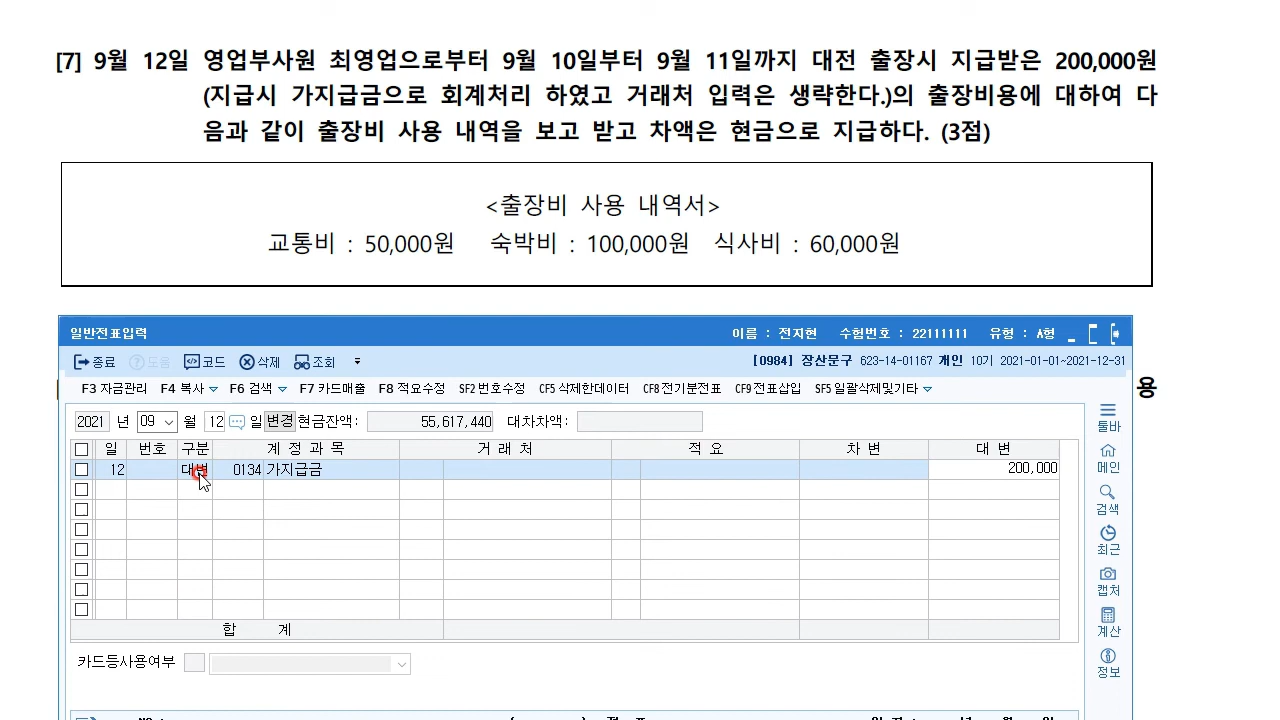 [7] 9월 12일 영업부사원 최영업으로부터 9월 10일부터 9월 11일까지 대전 출장시 지급받은 200,000원
(지급시 가지급금으로 회계처리 하였고 거래처 입력은 생략한다.)의 출장비용에 대하여 다
음과 같이 출장비 사용 내역을 보고 받고 차액은 현금으로 지급하다. (3점)
<출장비 사용 내역서>
교통비 : 50,000원 숙박비 : 100,000원 식사비 : 60,000원
일반전표입력 이름 : 전지현 수험번호 : 22111111 유형 : A형
종료 도움 코드 삭제 조회 [0984] 장산문구 623-14-01167 개인 10기 2021-01-01~2021-12-31
F3 자금관리 F4 복사 F6 검색 F7 카드매출 F8 적요수정 SF2 번호수정 CF5 삭제한데이터 CF8 전기분전표 CF9 전표삽입 SF5 일괄삭제및기타
용
2021 년 09 월 12 일 변경 현금잔액: 55,617,440 대차차액:
일 번호 구분 계 정 과 목 거 래 처 적 요 차 변 대 변
12 대변 0134 가지급금 200,000
합 계
카드등사용여부
툴바
메인
검색
최근
캡처
계산
정보